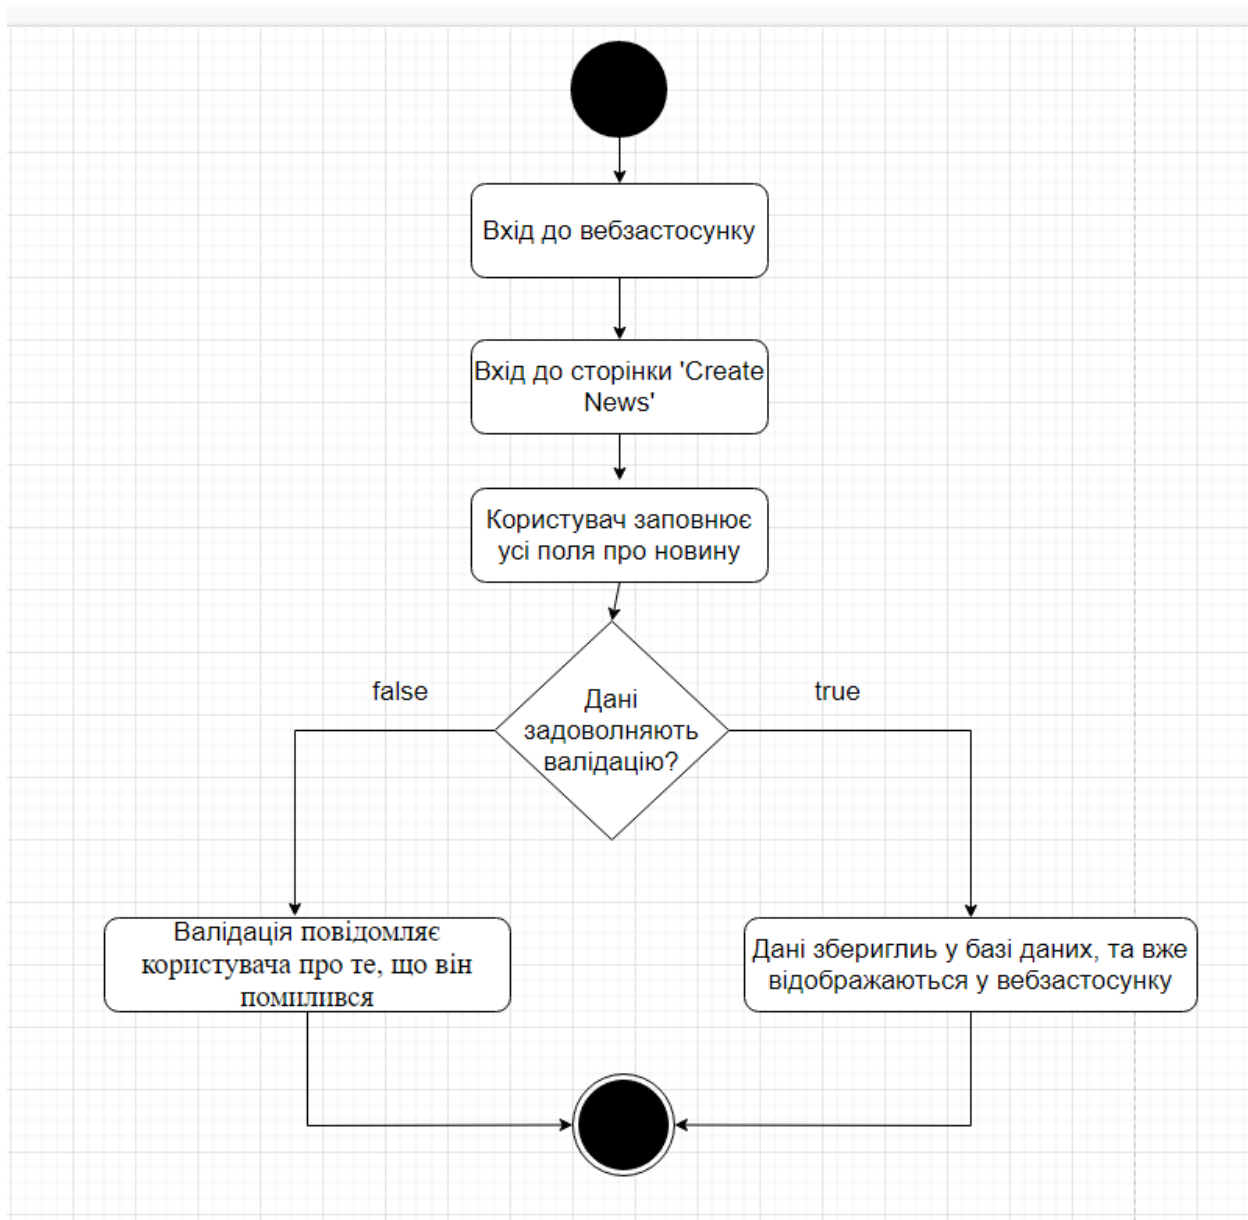 Вхід до вебзастосунку
Вхід до сторінки 'Create
News'
Користувач заповнює
усі поля про новину
false
true
Дані
задоволняють
валідацію?
Валідація повідомляє
користувача про те, що він
помилився
Дані збериглиь у базі даних, та вже
відображаються у вебзастосунку